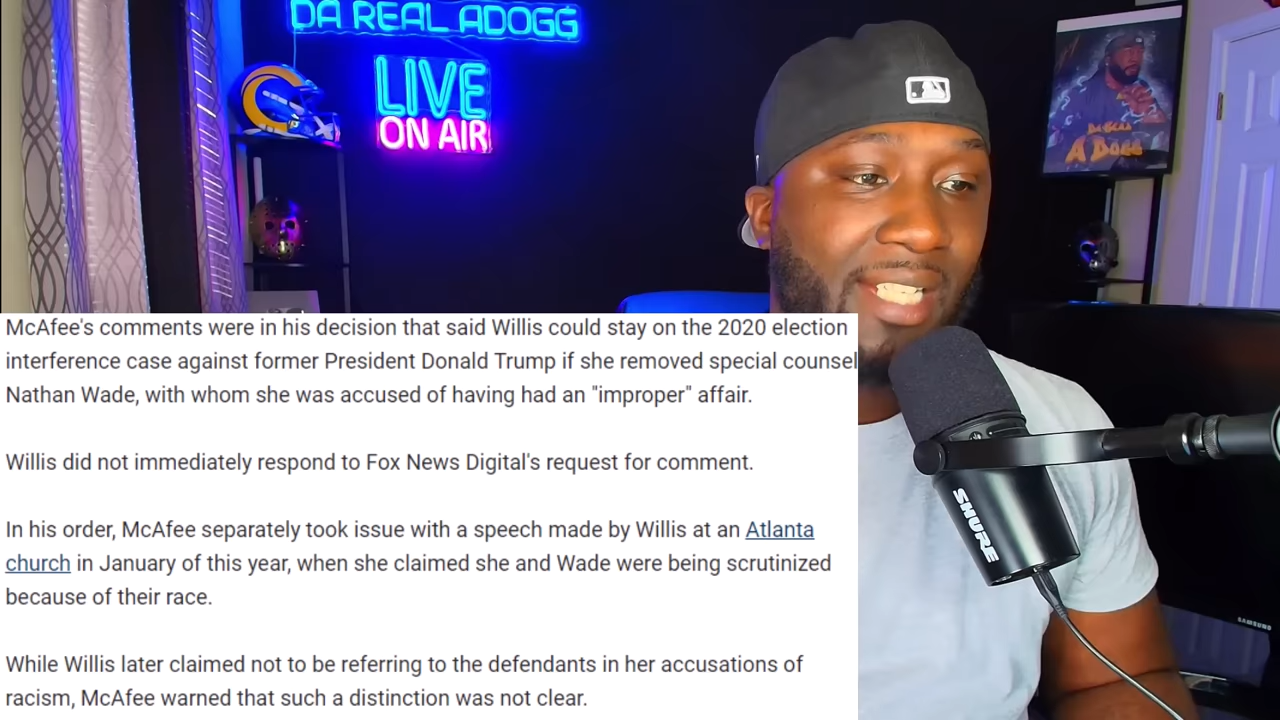 DA REAL ADOGG
LIVE
ON AIR
DA REAL
A DOGG
McAfee's comments were in his decision that said Willis could stay on the 2020 election
interference case against former President Donald Trump if she removed special counsel
Nathan Wade, with whom she was accused of having had an "improper" affair.
Willis did not immediately respond to Fox News Digital's request for comment.
In his order, McAfee separately took issue with a speech made by Willis at an Atlanta
church in January of this year, when she claimed she and Wade were being scrutinized
because of their race.
While Willis later claimed not to be referring to the defendants in her accusations of
racism, McAfee warned that such a distinction was not clear.
SHURE
SAMSUNG